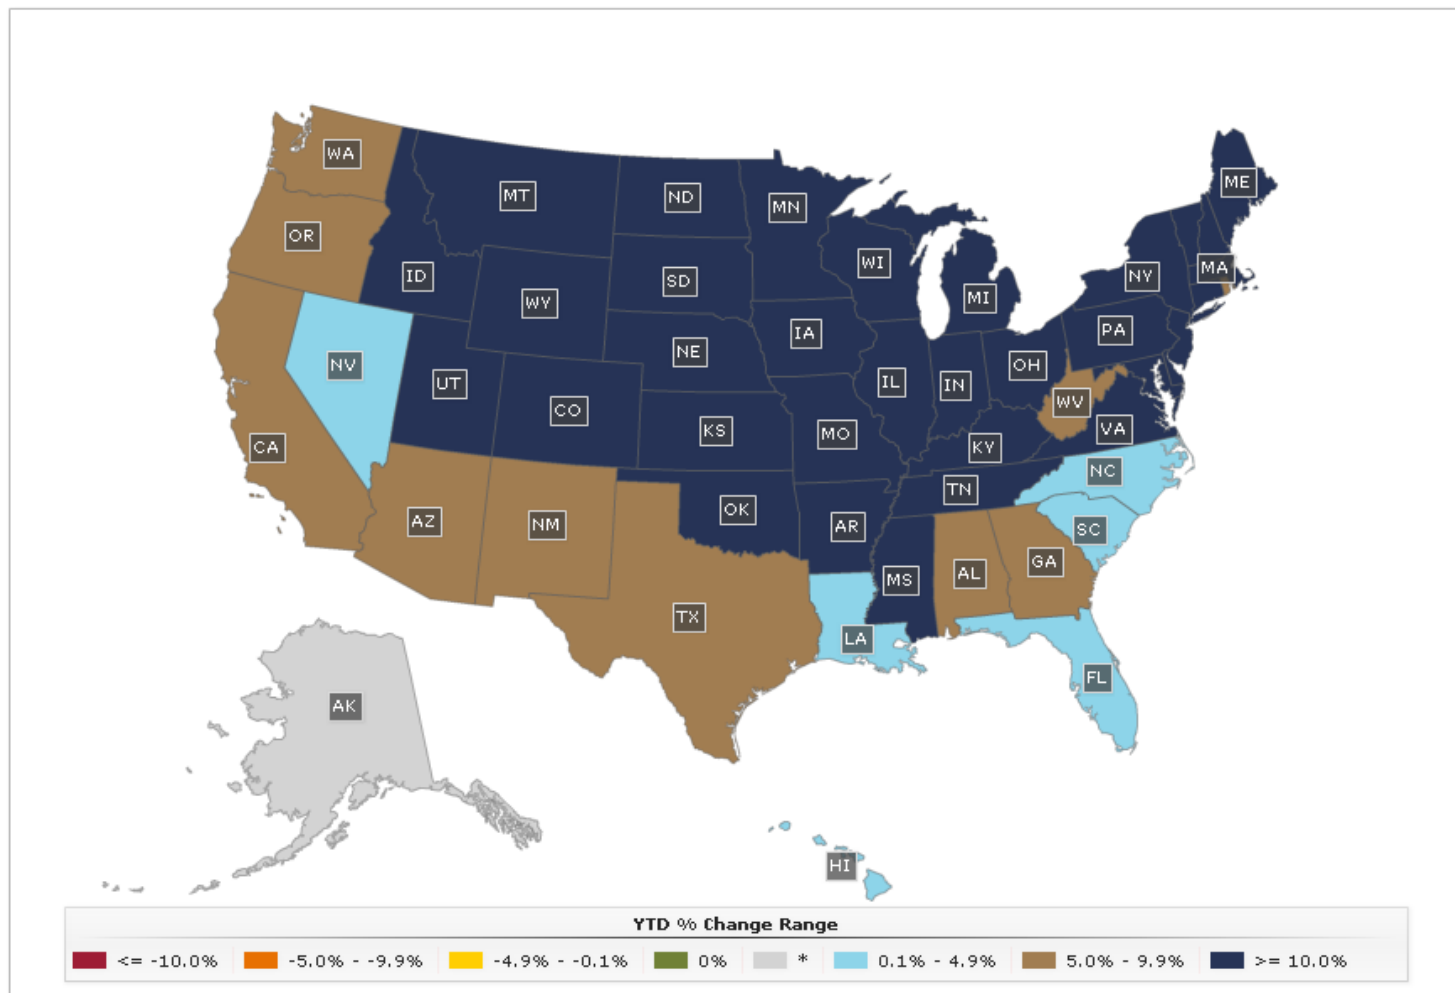 WA
MT
ND
MN
ME
OR
ID
WY
SD
WI
MI
NY
MA
NV
UT
CO
NE
IA
IL
IN
OH
PA
CA
KS
MO
KY
WV
VA
AZ
NM
OK
AR
TN
NC
SC
TX
LA
MS
AL
GA
FL
AK
HI
YTD % Change Range
<= -10.0% -5.0% - -9.9% -4.9% - -0.1% 0% * 0.1% - 4.9% 5.0% - 9.9% >= 10.0%